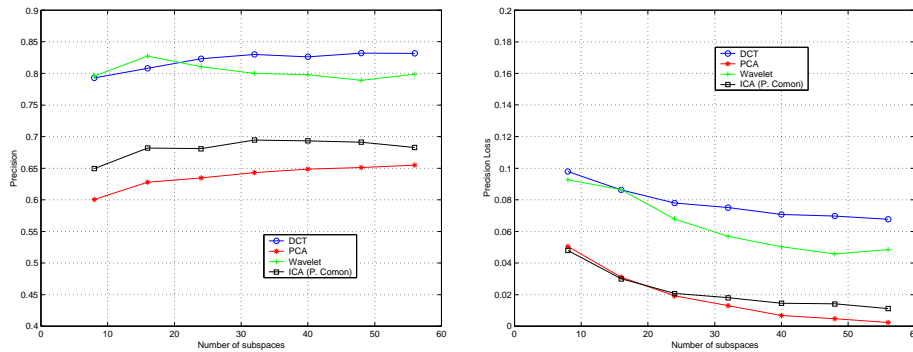 0.9
0.85
0.8
0.75
0.7
0.65
0.6
0.55
0.5
0.45
0.4
Precision
DCT
PCA
Wavelet
ICA (P. Comon)
0 10 20 30 40 50 60
Number of subspaces
0.2
0.18
0.16
0.14
0.12
0.1
0.08
0.06
0.04
0.02
0
Precision Loss
DCT
PCA
Wavelet
ICA (P. Comon)
0 10 20 30 40 50 60
Number of subspaces